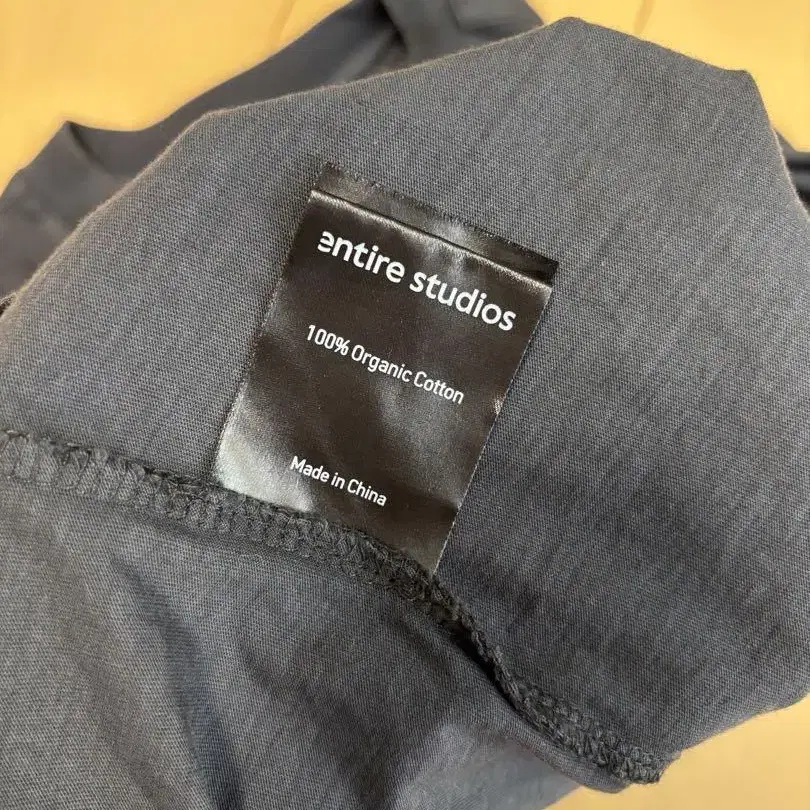 entire studios
100% Organic Cotton
Made in China